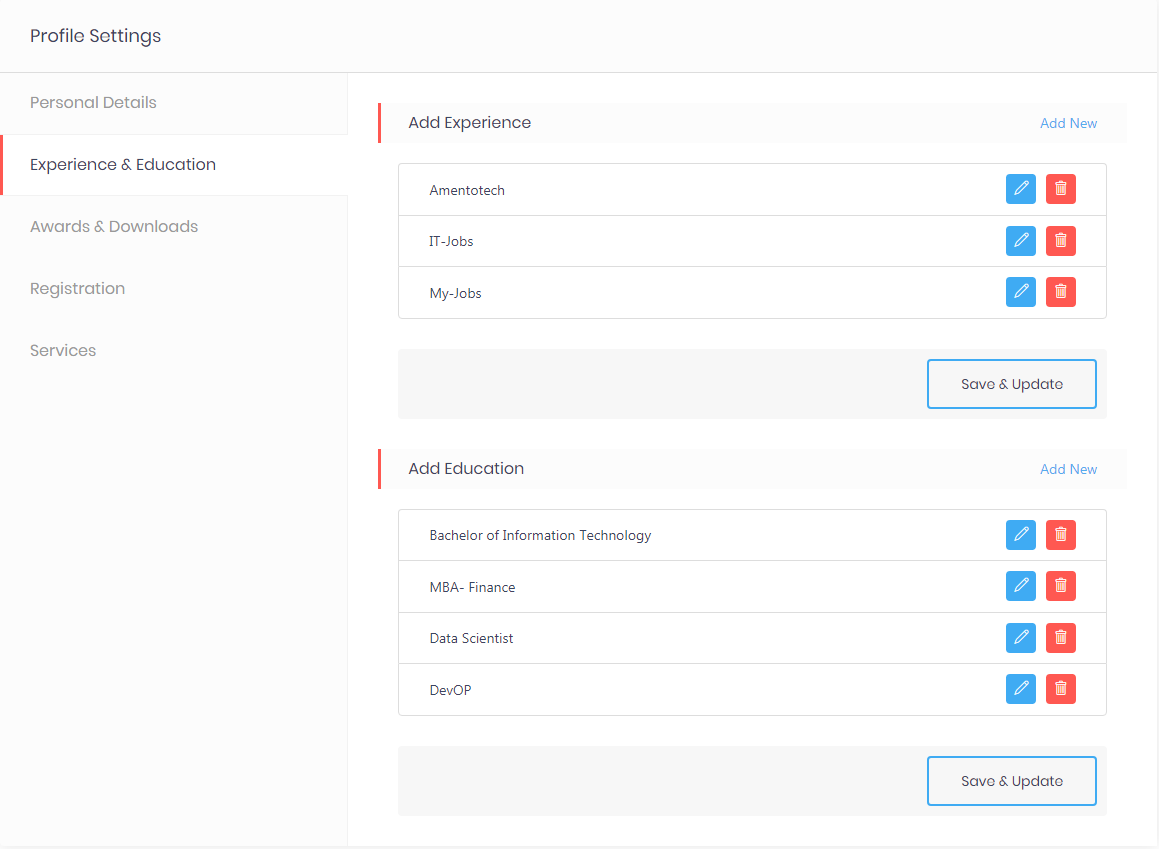 Profile Settings
Personal Details
Experience & Education
Awards & Downloads
Registration
Services
Add Experience
Add New
Amentotech
IT-Jobs
My-Jobs
Save & Update
Add Education
Add New
Bachelor of Information Technology
MBA- Finance
Data Scientist
DevOP
Save & Update